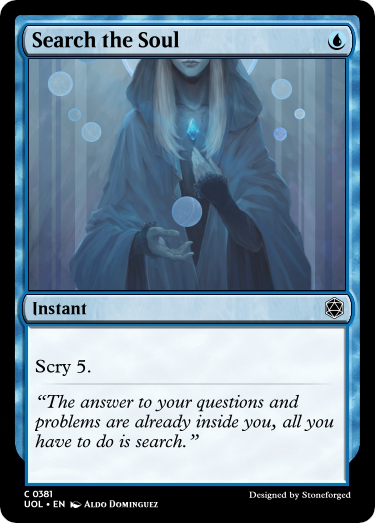 Search the Soul
Instant
Scry 5.
“The answer to your questions and
problems are already inside you, all you
have to do is search.”
C 0381
UOL • EN Aldo Dominguez
Designed by Stoneforged